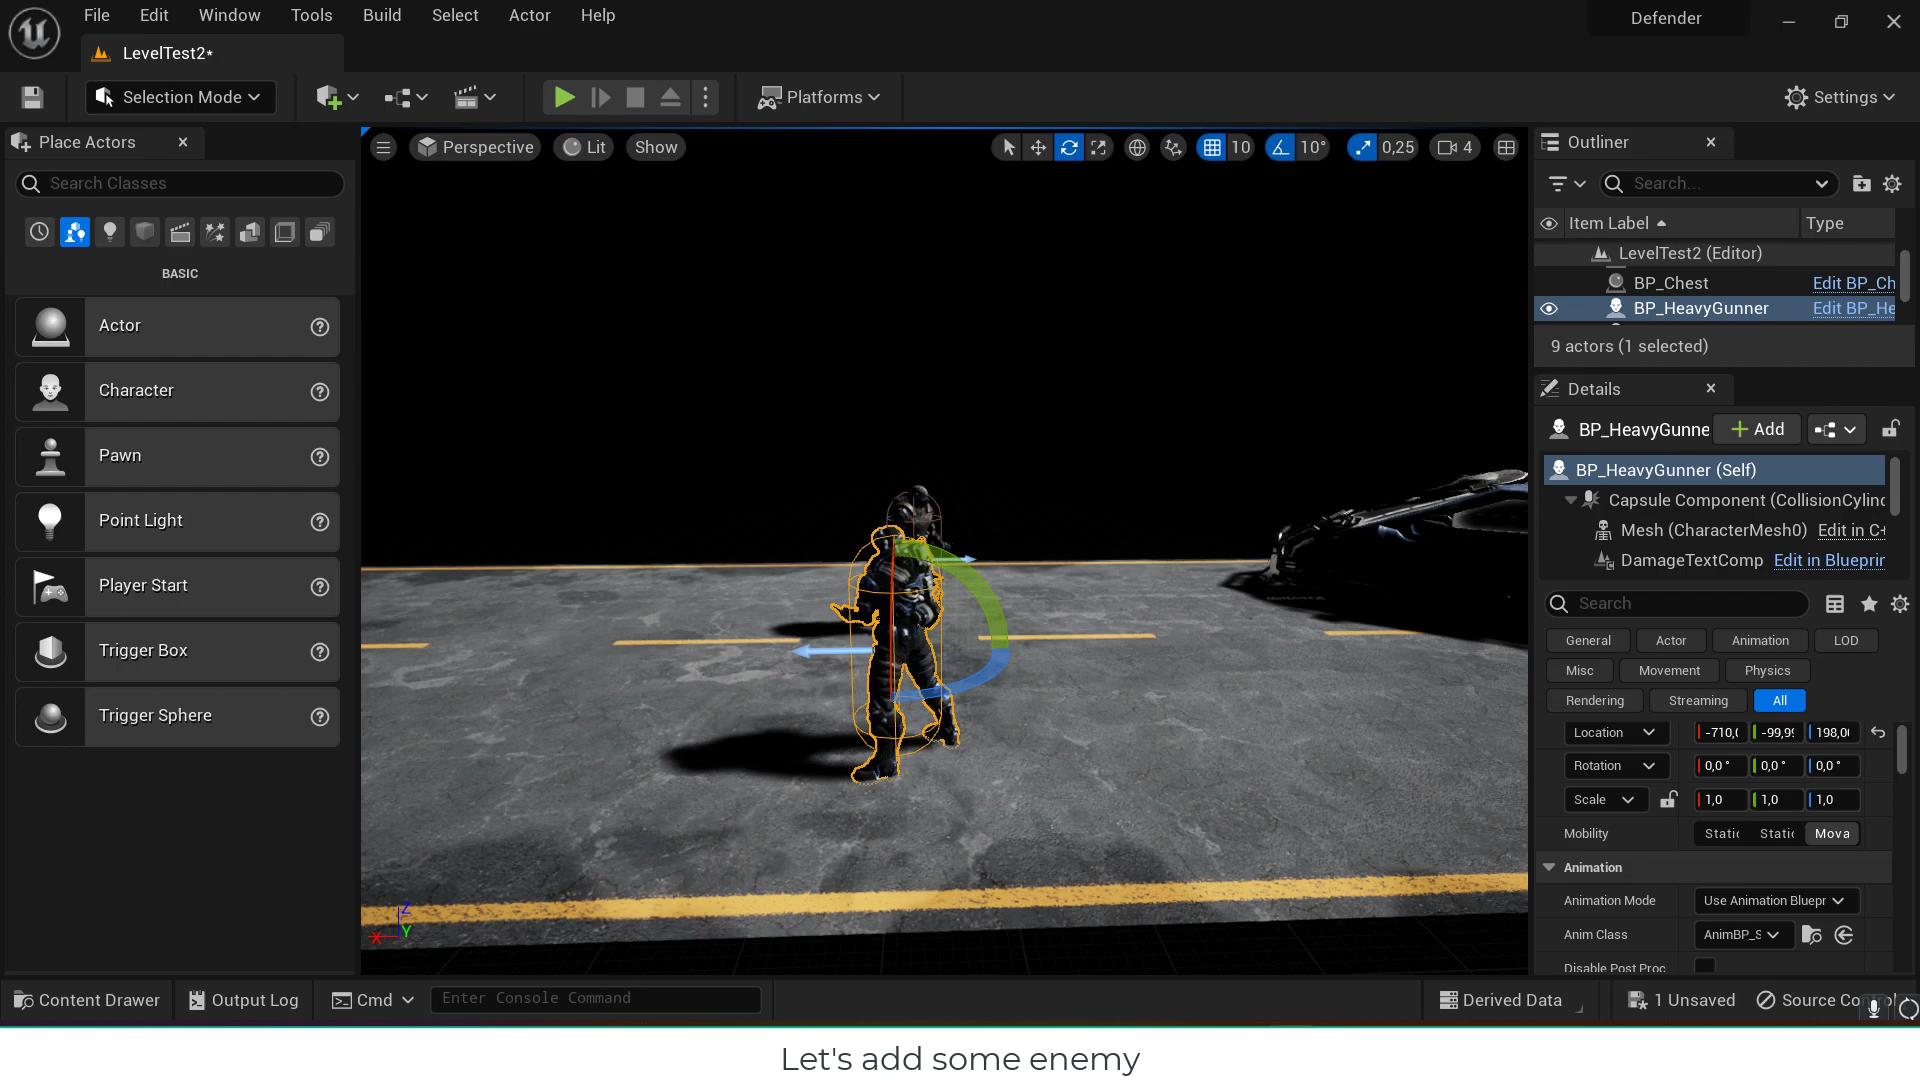 File Edit Window Tools Build Select Actor Help
Defender
LevelTest2*
Selection Mode
Platforms
Settings
Place Actors
Search Classes
BASIC
Actor
Character
Pawn
Point Light
Player Start
Trigger Box
Trigger Sphere
Perspective Lit Show
10 10° 0,25 4
Outliner
Search...
Item Label Type
LevelTest2 (Editor)
BP_Chest Edit BP_Ch
BP_HeavyGunner Edit BP_He
9 actors (1 selected)
Details
BP_HeavyGunne Add
BP_HeavyGunner (Self)
Capsule Component (CollisionCylind
Mesh (CharacterMesh0) Edit in C+
DamageTextComp Edit in Blueprin
Search
General Actor Animation LOD
Misc Movement Physics
Rendering Streaming All
Location -710,( -99,9 198,0
Rotation 0,0 ° 0,0 ° 0,0 °
Scale 1,0 1,0 1,0
Mobility Static Static Mova
Animation
Animation Mode Use Animation Bluepr
Anim Class AnimBP_S
Disable Post Proc
Z
X Y
Content Drawer Output Log Cmd Enter Console Command
Derived Data 1 Unsaved Source Control
Let's add some enemy